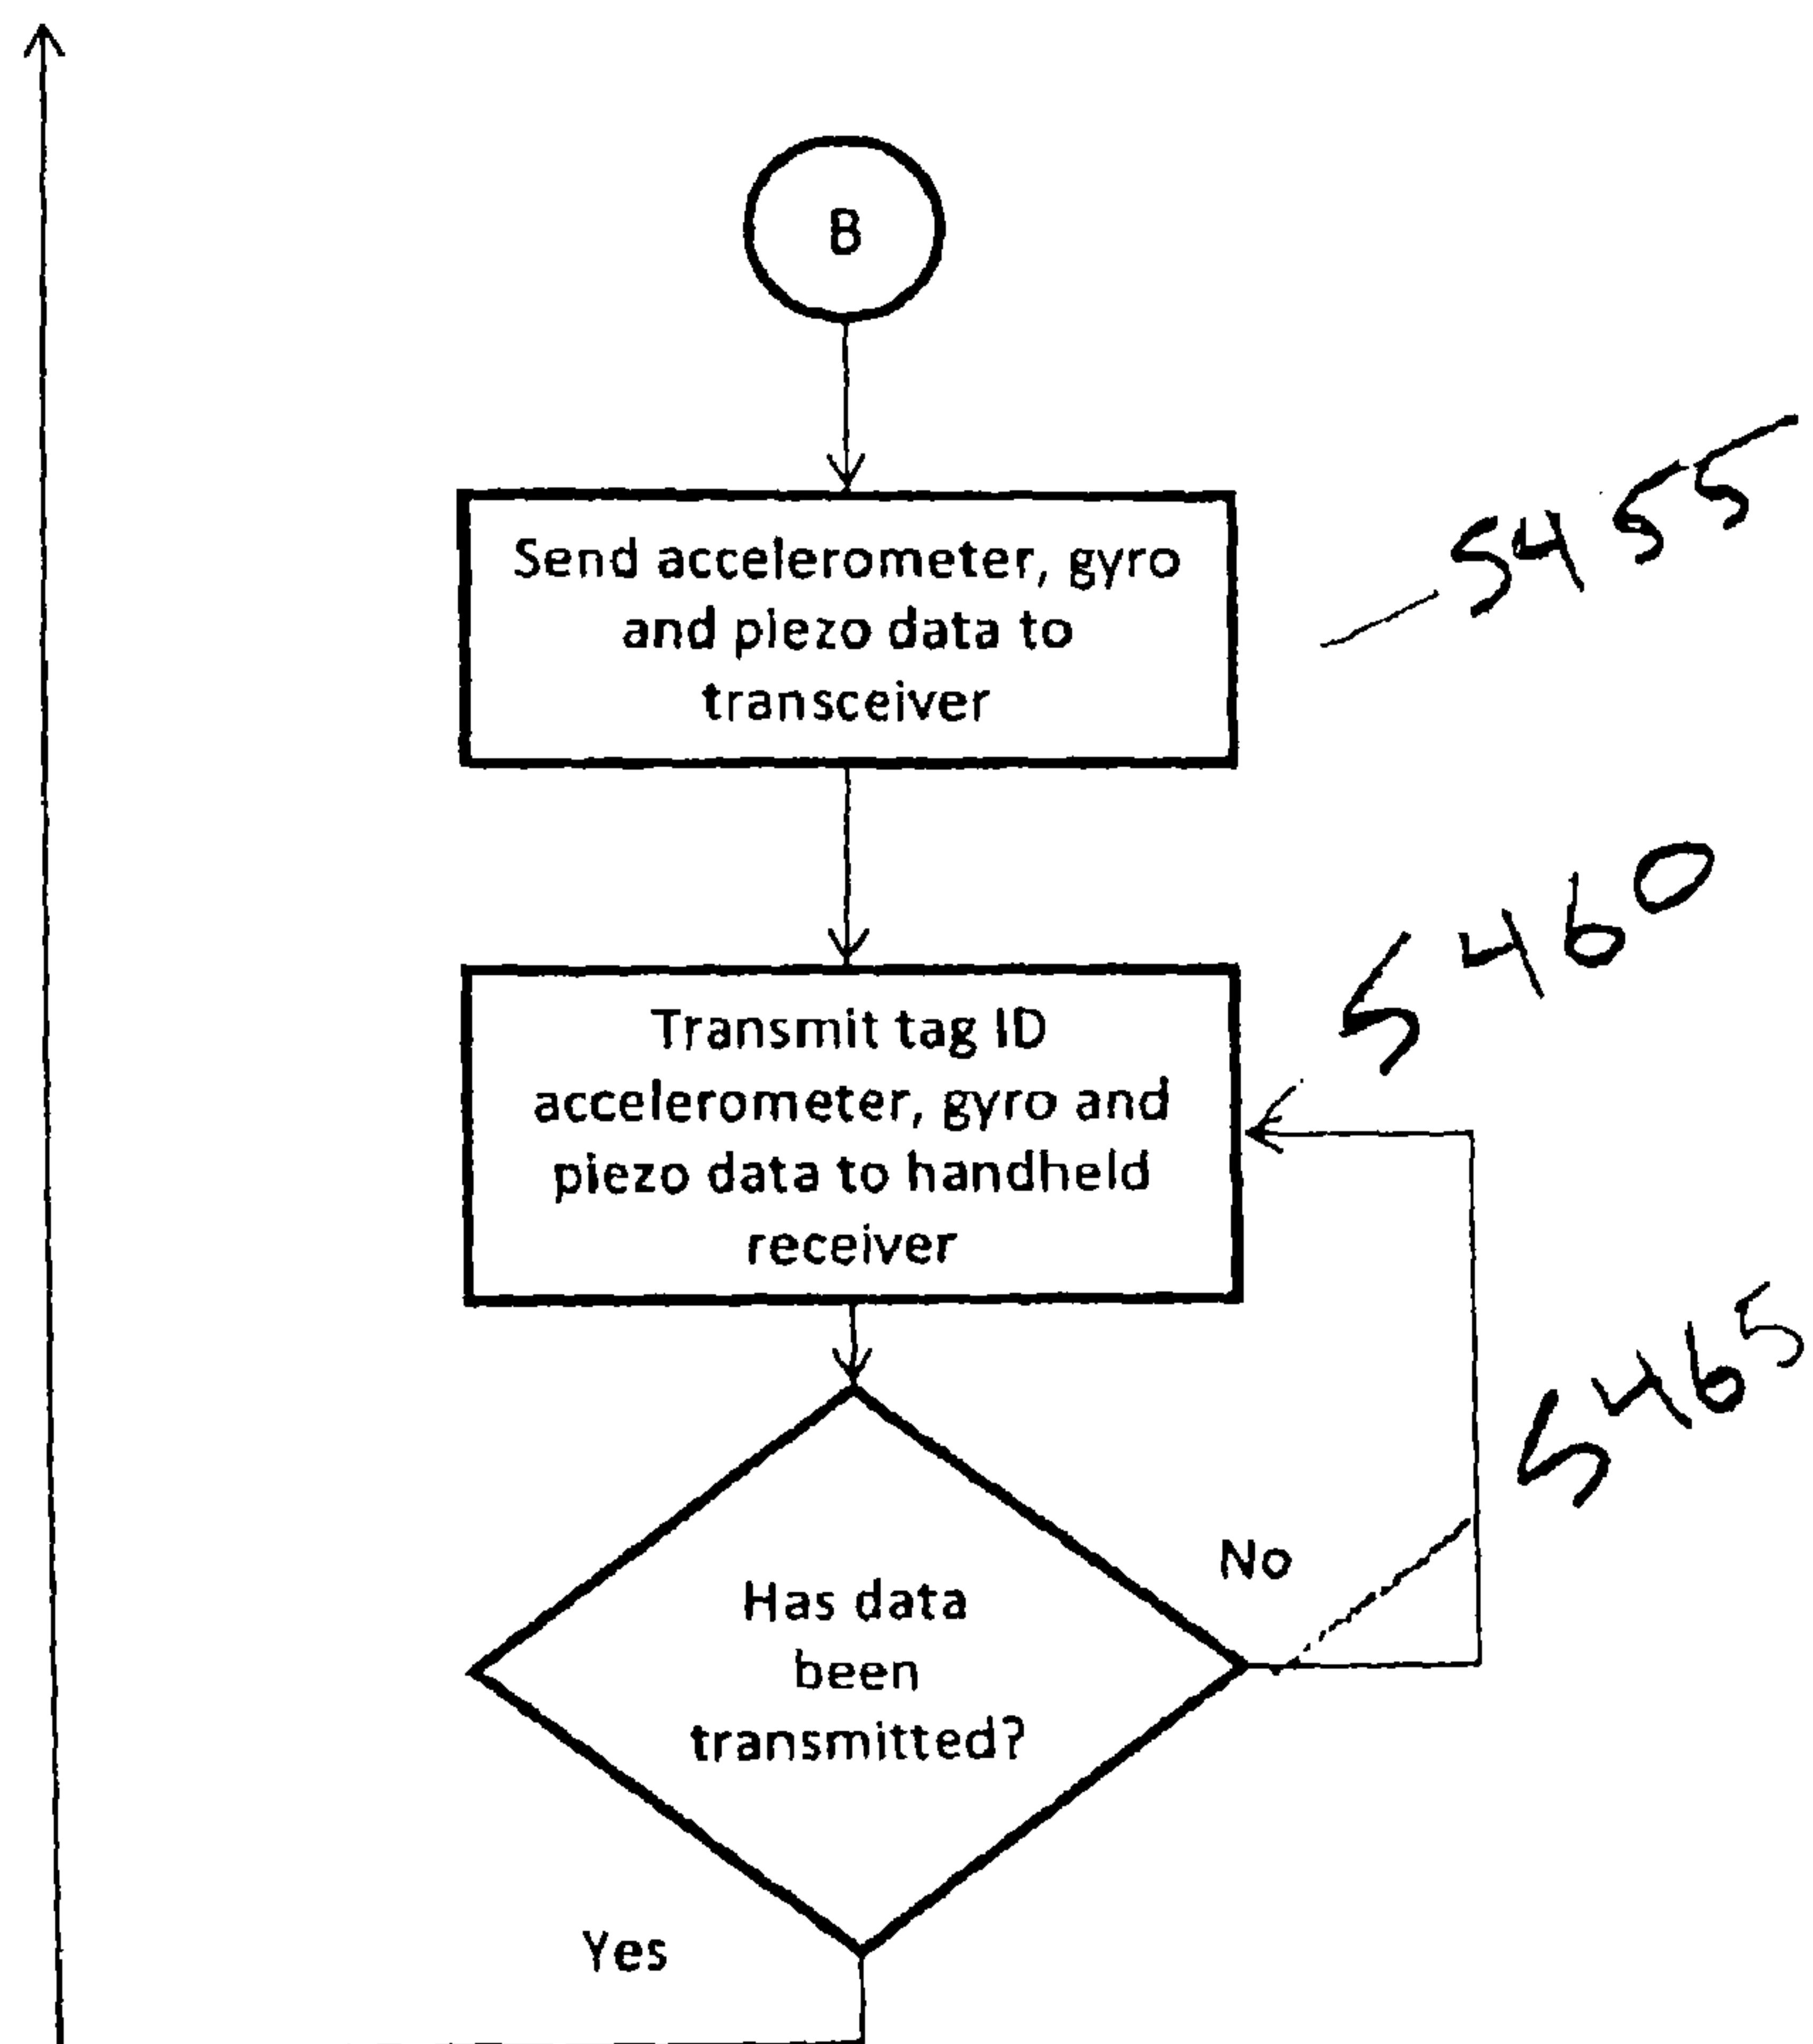 B
Send accelerometer, gyro
and piezo data to
transceiver
5455
Transmit tag ID
accelerometer, gyro and
piezo data to handheld
receiver
5460
Has data
been
transmitted?
No
5465
Yes